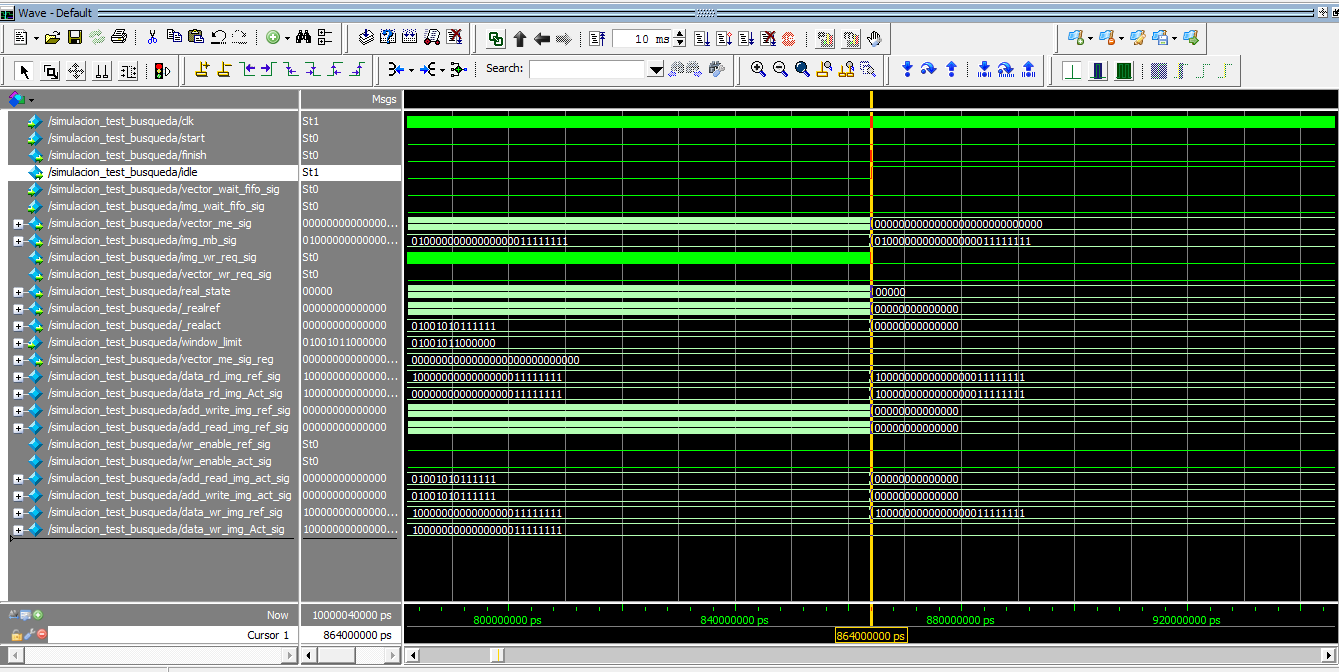 Wave - Default
10 ms
Search:
Msgs
/simulacion_test_busqueda/clk St1
/simulacion_test_busqueda/start St0
/simulacion_test_busqueda/finish St0
/simulacion_test_busqueda/idle St1
/simulacion_test_busqueda/vector_wait_fifo_sig St0
/simulacion_test_busqueda/img_wait_fifo_sig St0
/simulacion_test_busqueda/vector_me_sig 00000000000000... 0000000000000000000000000000
/simulacion_test_busqueda/img_mb_sig 01000000000000... 01000000000000000011111111 01000000000000000011111111
/simulacion_test_busqueda/img_wr_req_sig St0
/simulacion_test_busqueda/vector_wr_req_sig St0
/simulacion_test_busqueda/real_state 00000 00000
/simulacion_test_busqueda/_realref 00000000000000 00000000000000
/simulacion_test_busqueda/_realact 00000000000000 01001010111111 00000000000000
/simulacion_test_busqueda/window_limit 01001011000000 01001011000000
/simulacion_test_busqueda/vector_me_sig_reg 00000000000000... 0000000000000000000000000000
/simulacion_test_busqueda/data_rd_img_ref_sig 10000000000000... 1000000000000000011111111 1000000000000000011111111
/simulacion_test_busqueda/data_rd_img_Act_sig 10000000000000... 0000000000000000011111111 1000000000000000011111111
/simulacion_test_busqueda/add_write_img_ref_sig 00000000000000 00000000000000
/simulacion_test_busqueda/add_read_img_ref_sig 00000000000000 00000000000000
/simulacion_test_busqueda/wr_enable_ref_sig St0
/simulacion_test_busqueda/wr_enable_act_sig St0
/simulacion_test_busqueda/add_read_img_act_sig 00000000000000 01001010111111 00000000000000
/simulacion_test_busqueda/add_write_img_act_sig 00000000000000 01001010111111 00000000000000
/simulacion_test_busqueda/data_wr_img_ref_sig 10000000000000... 1000000000000000011111111 1000000000000000011111111
/simulacion_test_busqueda/data_wr_img_Act_sig 10000000000000... 1000000000000000011111111
Now 10000040000 ps 800000000 ps 840000000 ps 880000000 ps 920000000 ps
Cursor 1 864000000 ps 864000000 ps